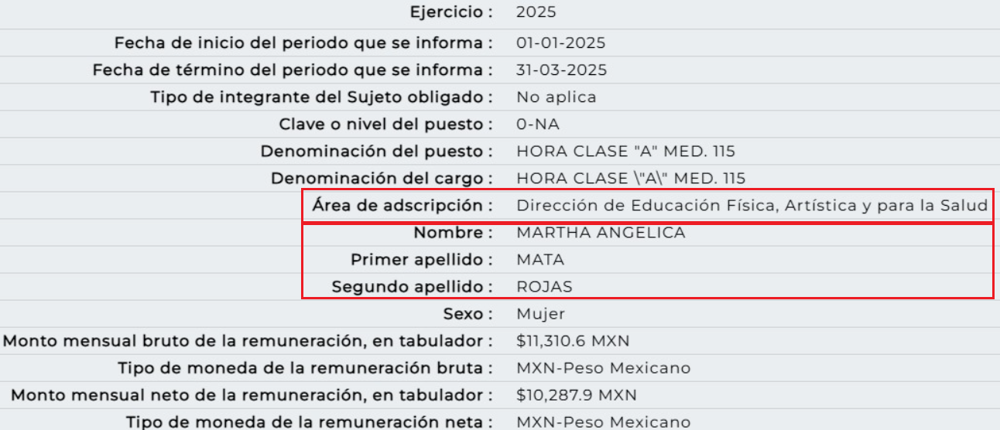 Ejercicio : 2025
Fecha de inicio del periodo que se informa : 01-01-2025
Fecha de término del periodo que se informa : 31-03-2025
Tipo de integrante del Sujeto obligado : No aplica
Clave o nivel del puesto : 0-NA
Denominación del puesto : HORA CLASE "A" MED. 115
Denominación del cargo : HORA CLASE \"A\" MED. 115
Área de adscripción : Dirección de Educación Física, Artística y para la Salud
Nombre : MARTHA ANGELICA
Primer apellido : MATA
Segundo apellido : ROJAS
Sexo : Mujer
Monto mensual bruto de la remuneración, en tabulador : $11,310.6 MXN
Tipo de moneda de la remuneración bruta : MXN-Peso Mexicano
Monto mensual neto de la remuneración, en tabulador : $10,287.9 MXN
Tipo de moneda de la remuneración neta : MXN-Peso Mexicano